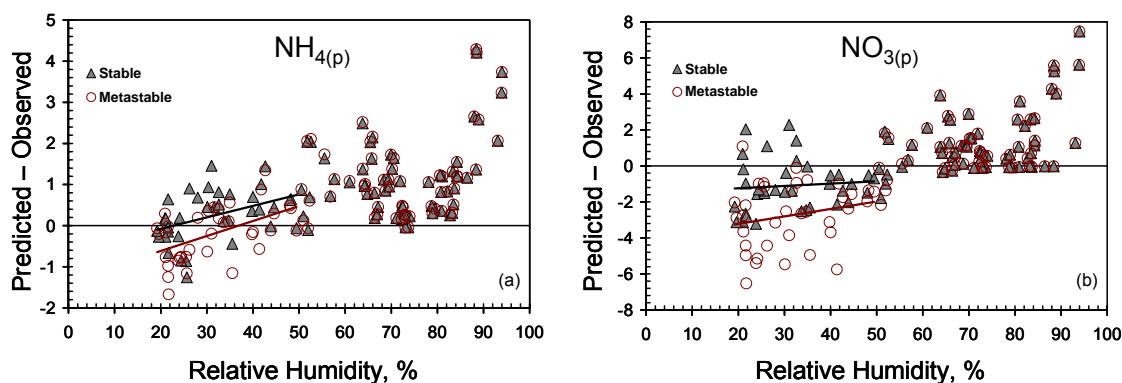 NH4(p)
Stable
Metastable
Predicted – Observed
5
4
3
2
1
0
-1
-2
0 10 20 30 40 50 60 70 80 90 100
(a)
Relative Humidity, %
NO3(p)
Stable
Metastable
Predicted – Observed
8
6
4
2
0
-2
-4
-6
-8
0 10 20 30 40 50 60 70 80 90 100
(b)
Relative Humidity, %